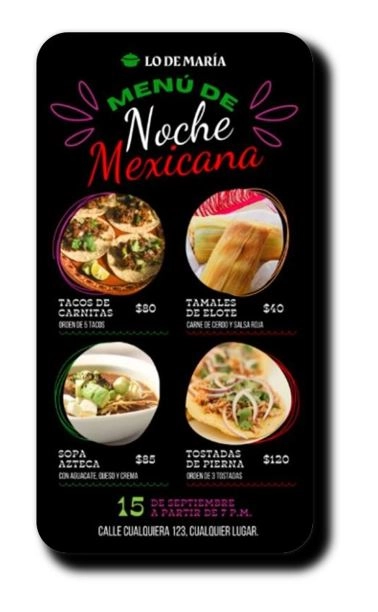 LO DE MARÍA
MENÚ DE
Noche
Mexicana
TACOS DE
CARNITAS
$80
ORDEN DE 5 TACOS
TAMALES
DE ELOTE
$40
CARNE DE CERDO Y SALSA ROJA
SOPA
AZTECA
$85
CON AGUACATE, QUESO Y CREMA
TOSTADAS
DE PIERNA
$120
ORDEN DE 3 TOSTADAS
15 DE SEPTIEMBRE
A PARTIR DE 7 P.M.
CALLE CUALQUIERA 123, CUALQUIER LUGAR.